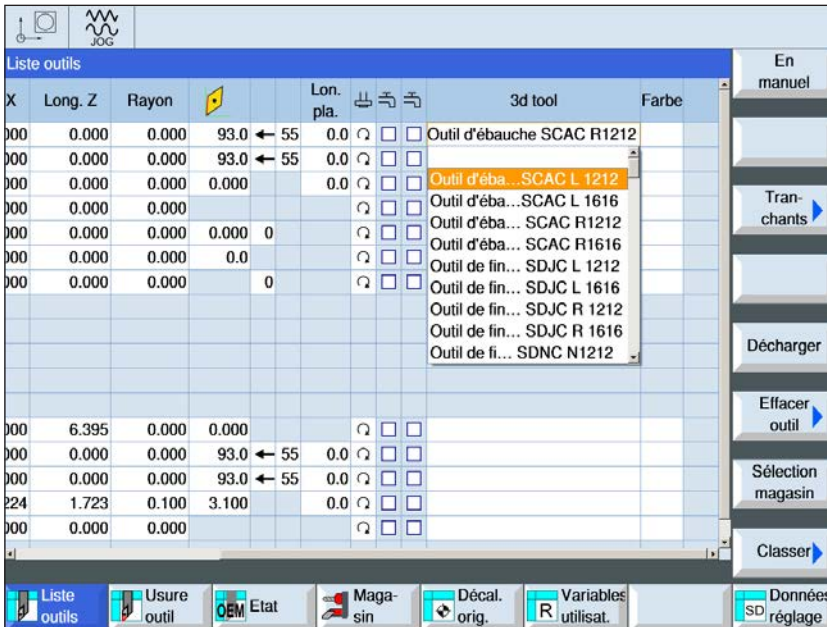 JOG
Liste outils
X Long. Z Rayon Lon. pla. 3d tool Farbe
000 0.000 0.000 93.0 ← 55 0.0 Outil d'ébauche SCAC R1212
000 0.000 0.000 93.0 ← 55 0.0
000 0.000 0.000 0.000 0.0
000 0.000 0.000
000 0.000 0.000 0.000 0
000 0.000 0.000 0.0
000 0.000 0.000 0
Outil d'éba...SCAC L 1212
Outil d'éba...SCAC L 1616
Outil d'éba... SCAC R1212
Outil d'éba... SCAC R1616
Outil de fin... SDJC L 1212
Outil de fin... SDJC L 1616
Outil de fin... SDJC R 1212
Outil de fin... SDJC R 1616
Outil de fi... SDNC N1212
000 6.395 0.000 0.000
000 0.000 0.000 93.0 ← 55 0.0
000 0.000 0.000 93.0 ← 55 0.0
224 1.723 0.100 3.100 0.0
000 0.000 0.000
En
manuel
Tran-
chants
Décharger
Effacer
outil
Sélection
magasin
Classer
Liste
outils
Usure
outil
OEM Etat
Maga-
sin
Décal.
orig.
R Variables
utilisat.
SD Données
réglage